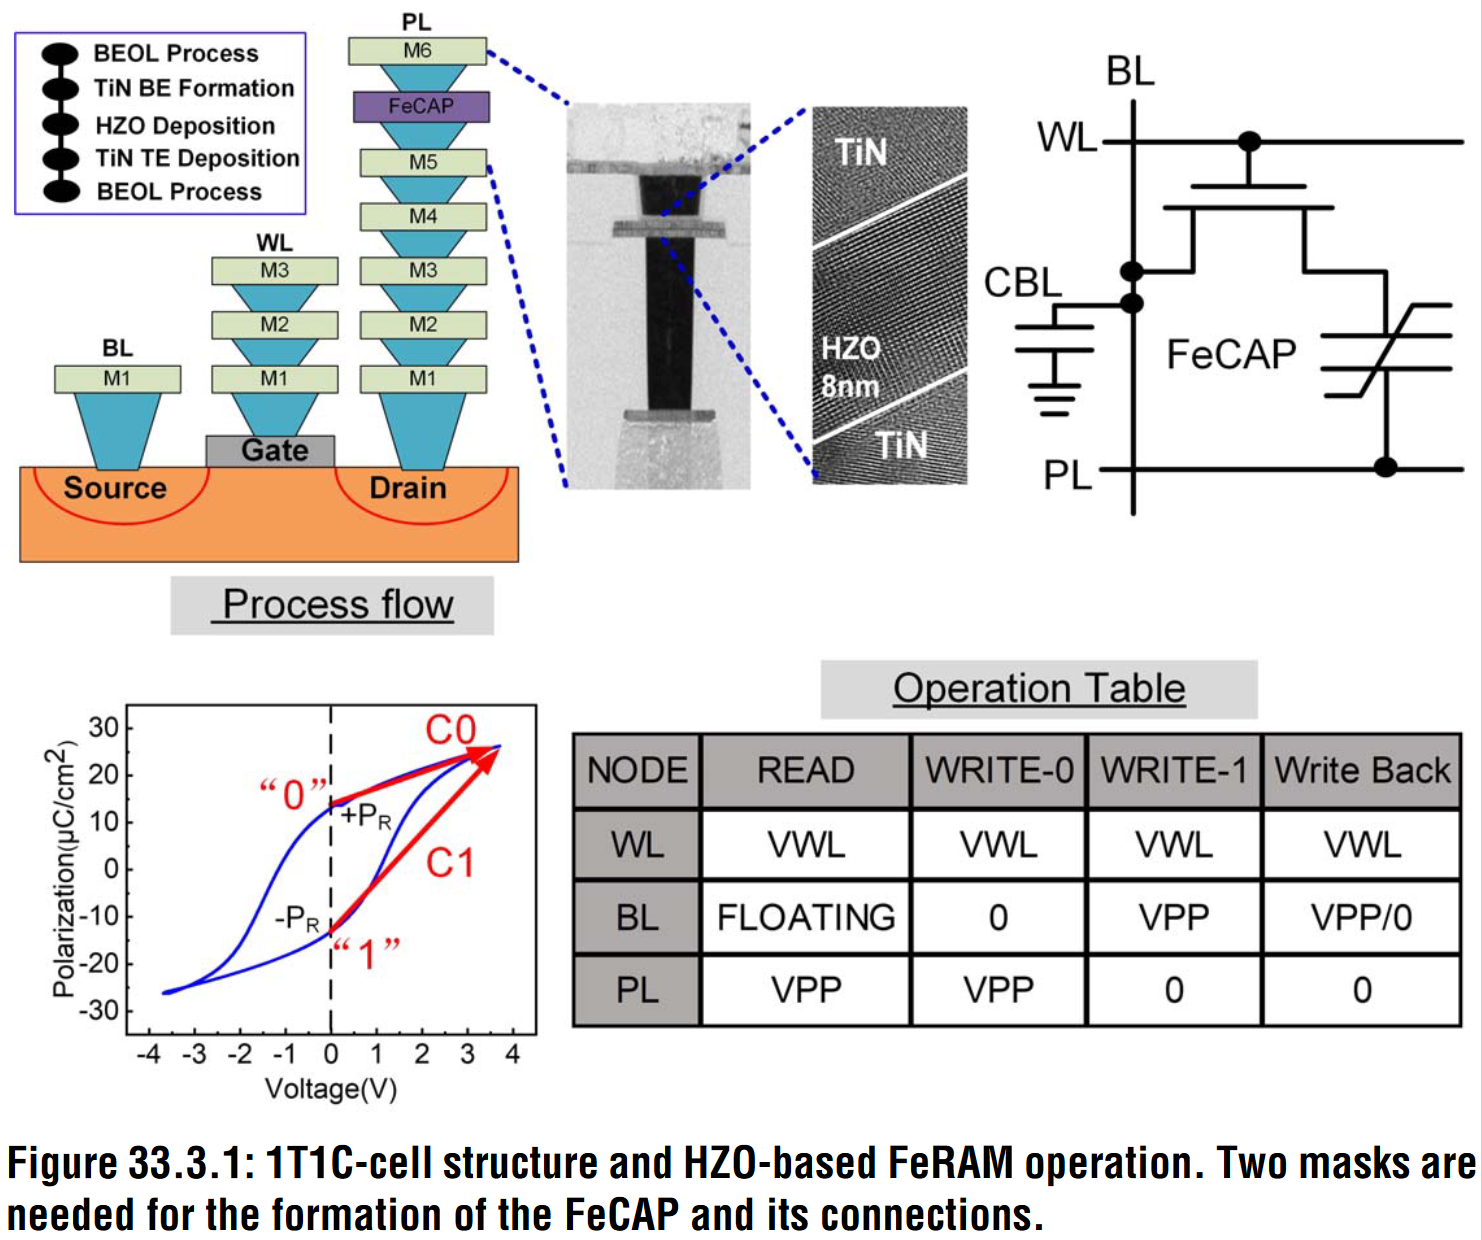 BEOL Process
TiN BE Formation
HZO Deposition
TiN TE Deposition
BEOL Process
PL
M6
FeCAP
M5
M4
WL
M3
M3
M2
M2
BL
M1
M1
M1
Gate
Source
Drain
Process flow
TiN
HZO
8nm
TiN
BL
WL
CBL
FeCAP
PL
Polarization(μC/cm2)
30
20
10
0
-10
-20
-30
-4 -3 -2 -1 0 1 2 3 4
Voltage(V)
C0
“0”
+PR
C1
-PR
“1”
Operation Table
NODE READ WRITE-0 WRITE-1 Write Back
WL VWL VWL VWL VWL
BL FLOATING 0 VPP VPP/0
PL VPP VPP 0 0
Figure 33.3.1: 1T1C-cell structure and HZO-based FeRAM operation. Two masks are
needed for the formation of the FeCAP and its connections.